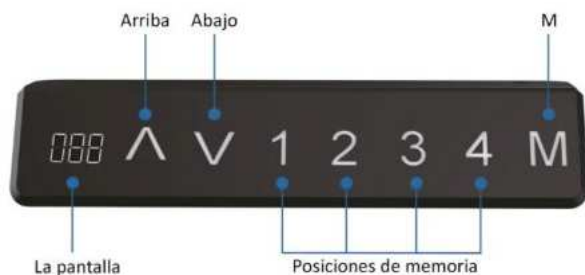 Arriba Abajo M
888 ∧ ∨ 1 2 3 4 M
La pantalla Posiciones de memoria